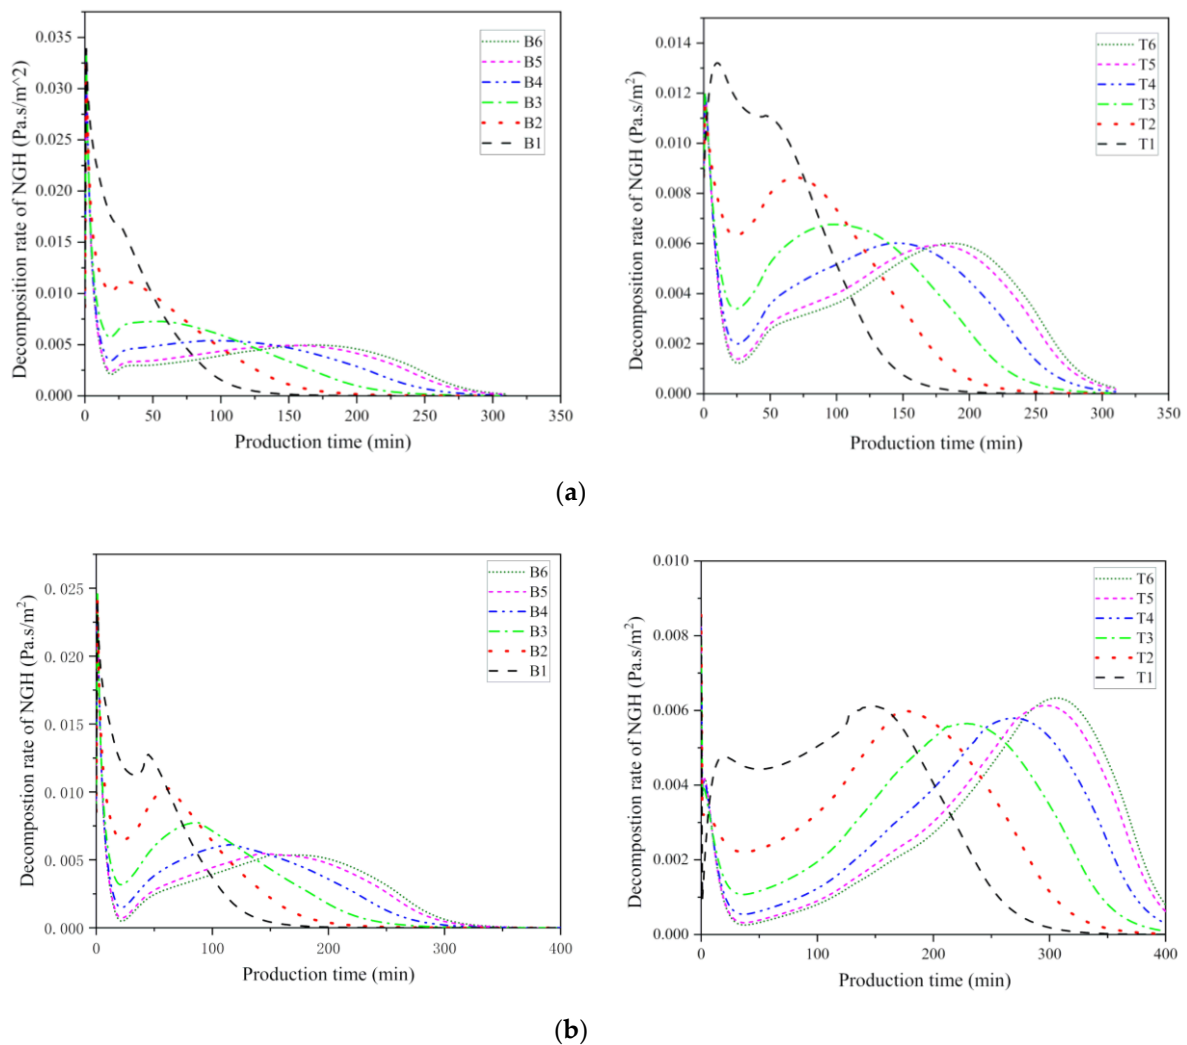 0.035
0.030
0.025
0.020
0.015
0.010
0.005
0.000
Decomposition rate of NGH (Pa.s/m^2)
0 50 100 150 200 250 300 350
Production time (min)
B6
B5
B4
B3
B2
B1
0.014
0.012
0.010
0.008
0.006
0.004
0.002
0.000
Decomposition rate of NGH (Pa.s/m²)
0 50 100 150 200 250 300 350
Production time (min)
T6
T5
T4
T3
T2
T1
(a)
0. 025
0. 020
0. 015
0. 010
0. 005
0. 000
Decompostion rate of NGH (Pa.s/m²)
0 100 200 300 400
Production time (min)
B6
B5
B4
B3
B2
B1
0.010
0.008
0.006
0.004
0.002
0.000
Decompostion rate of NGH (Pa.s/m²)
0 100 200 300 400
Production time (min)
T6
T5
T4
T3
T2
T1
(b)